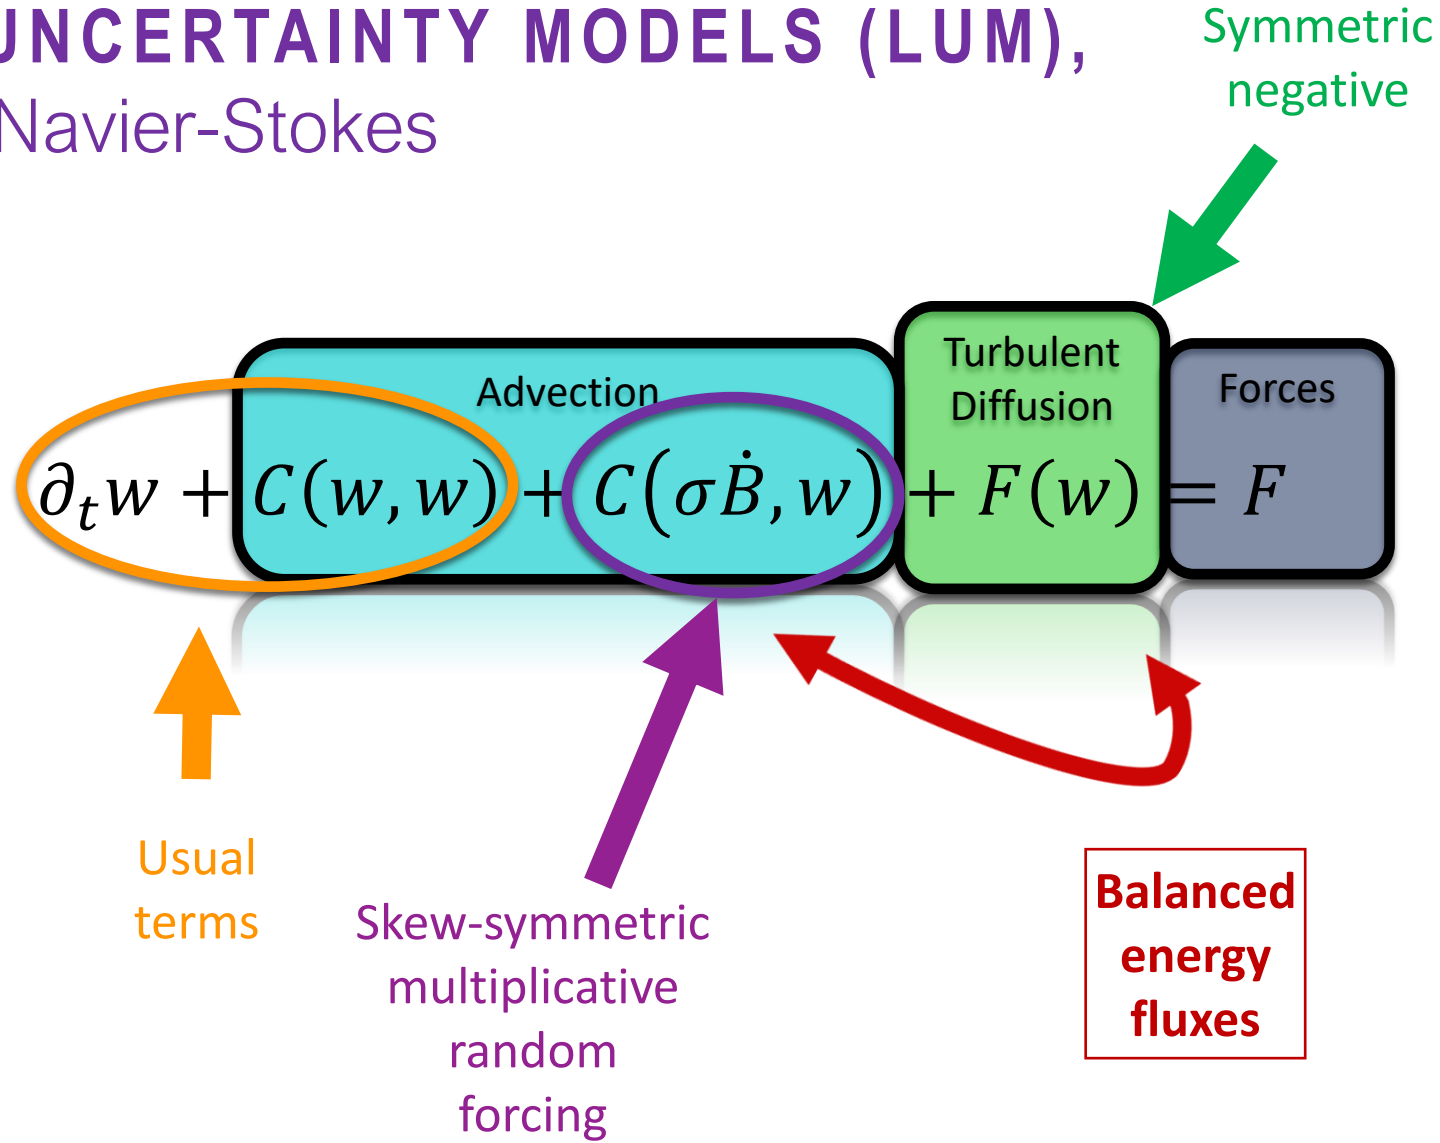 UNCERTAINTY MODELS (LUM),
Navier-Stokes
Symmetric
negative
Advection
Turbulent
Diffusion
Forces
∂ₜw + C(w, w) + C(σḂ, w) + F(w) = F
Usual
terms
Skew-symmetric
multiplicative
random
forcing
Balanced
energy
fluxes